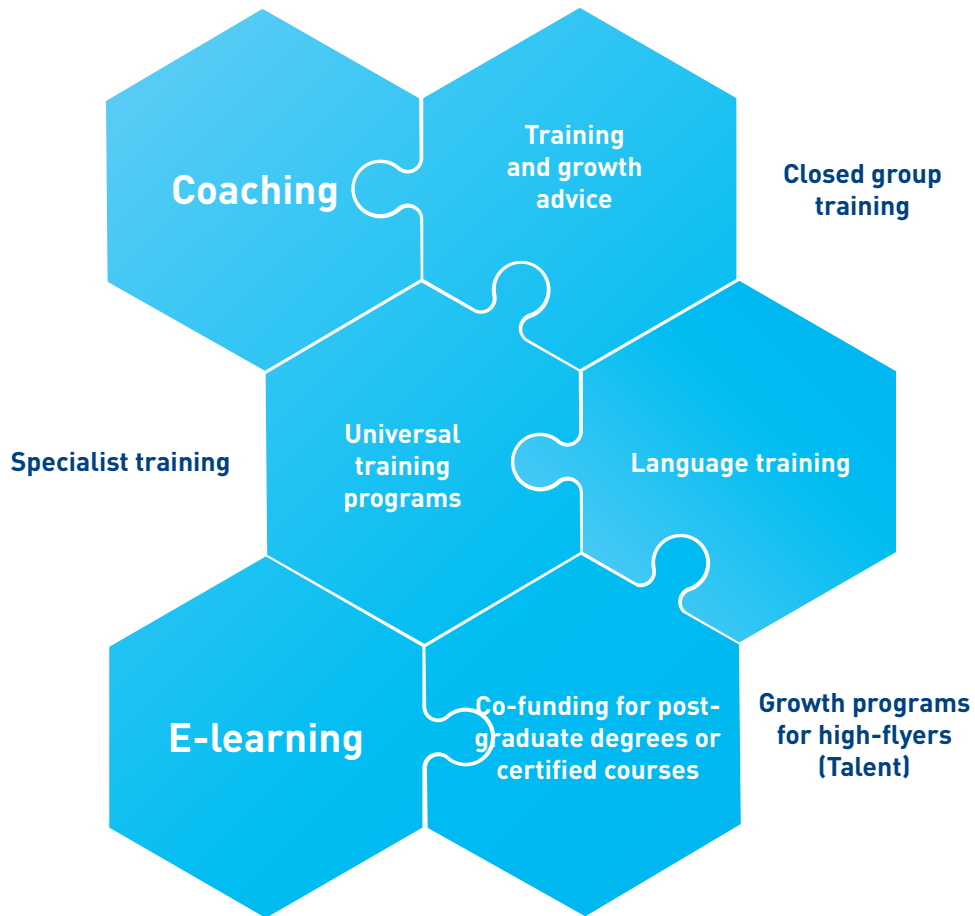 Coaching
Training
and growth
advice
Closed group
training
Specialist training
Universal
training
programs
Language training
E-learning
Co-funding for post-
graduate degrees or
certified courses
Growth programs
for high-flyers
(Talent)